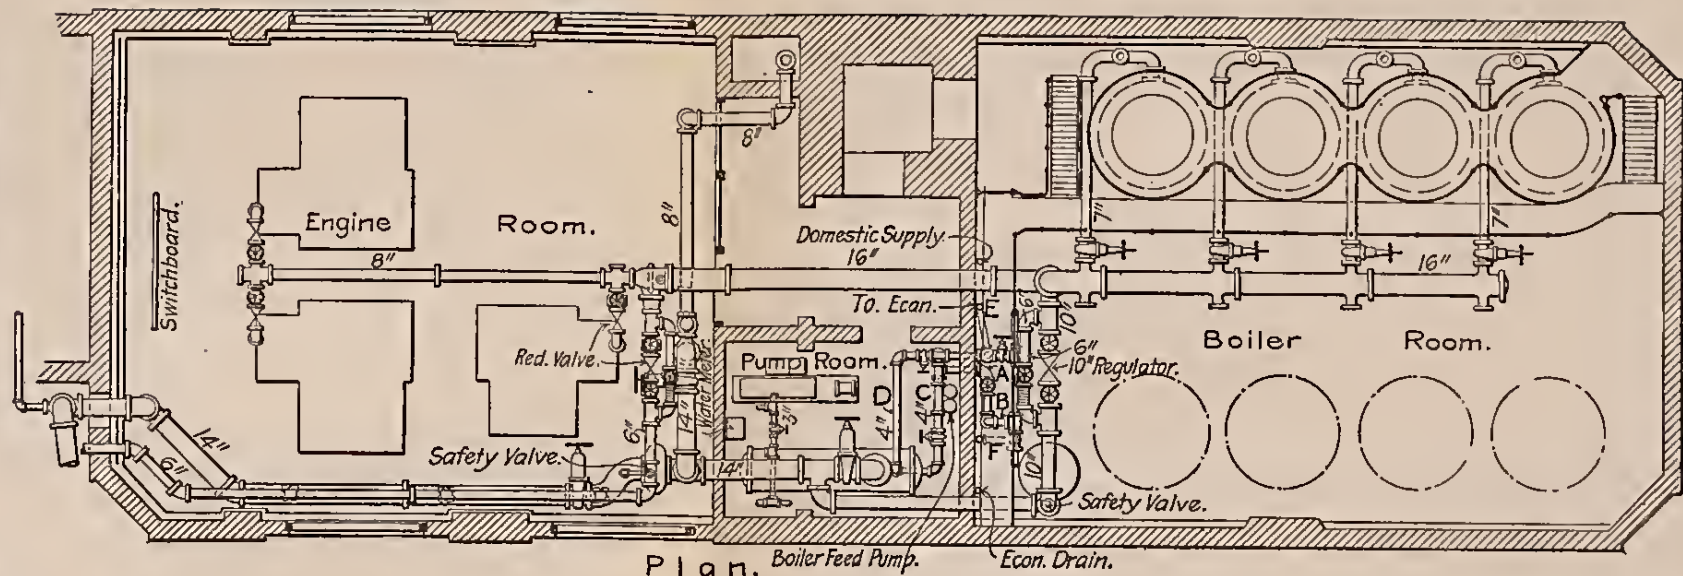 8"
Switchboard.
Engine Room.
8"
8"
Domestic Supply.
16"
7"
7"
16"
To. Econ.
E
6"
10"
Boiler Room.
Red. Valve.
14"
Water Meter.
Pump Room.
D
4"
C
4"
A
B
F
6"
10" Regulator.
3"
6"
14"
6"
Safety Valve.
14"
10"
Safety Valve.
Plan.
Boiler Feed Pump.
Econ. Drain.